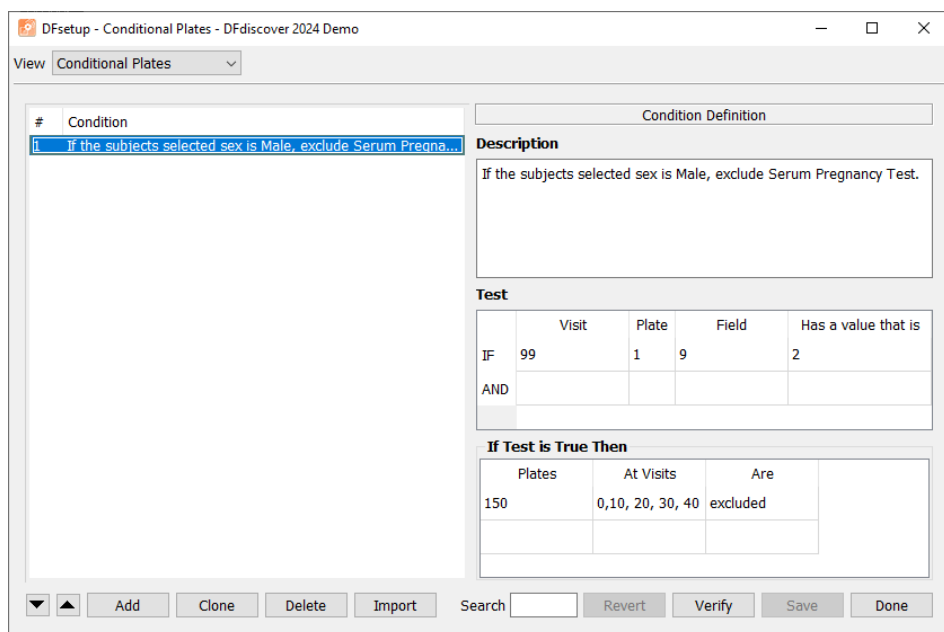 DFsetup - Conditional Plates - DFdiscover 2024 Demo
View Conditional Plates
# Condition
1 If the subjects selected sex is Male, exclude Serum Pregna...
Condition Definition
Description
If the subjects selected sex is Male, exclude Serum Pregnancy Test.
Test
Visit Plate Field Has a value that is
IF 99 1 9 2
AND
If Test is True Then
Plates At Visits Are
150 0,10, 20, 30, 40 excluded
Add Clone Delete Import Search Revert Verify Save Done